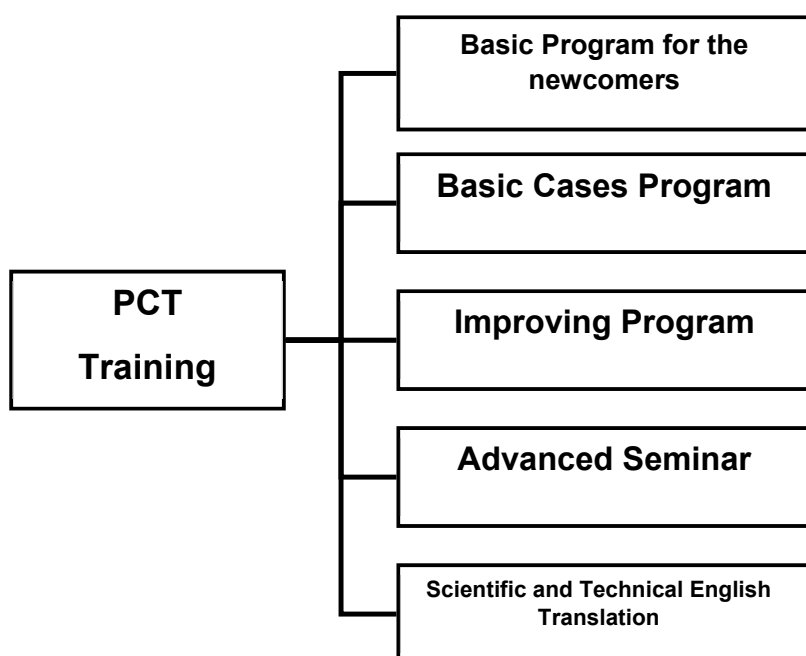 Basic Program for the
newcomers
Basic Cases Program
PCT
Training
Improving Program
Advanced Seminar
Scientific and Technical English
Translation